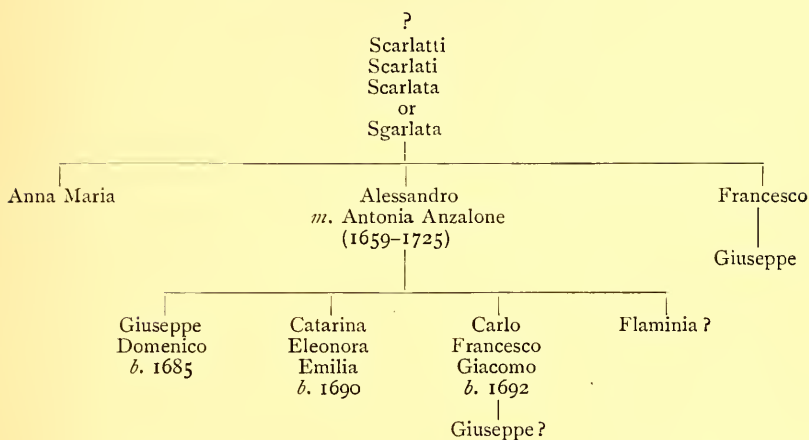 ?
Scarlatti
Scarlati
Scarlata
or
Sgarlata
Anna Maria
Alessandro
m. Antonia Anzalone
(1659–1725)
Francesco
Giuseppe
Giuseppe
Domenico
b. 1685
Catarina
Eleonora
Emilia
b. 1690
Carlo
Francesco
Giacomo
b. 1692
Giuseppe ?
Flaminia ?